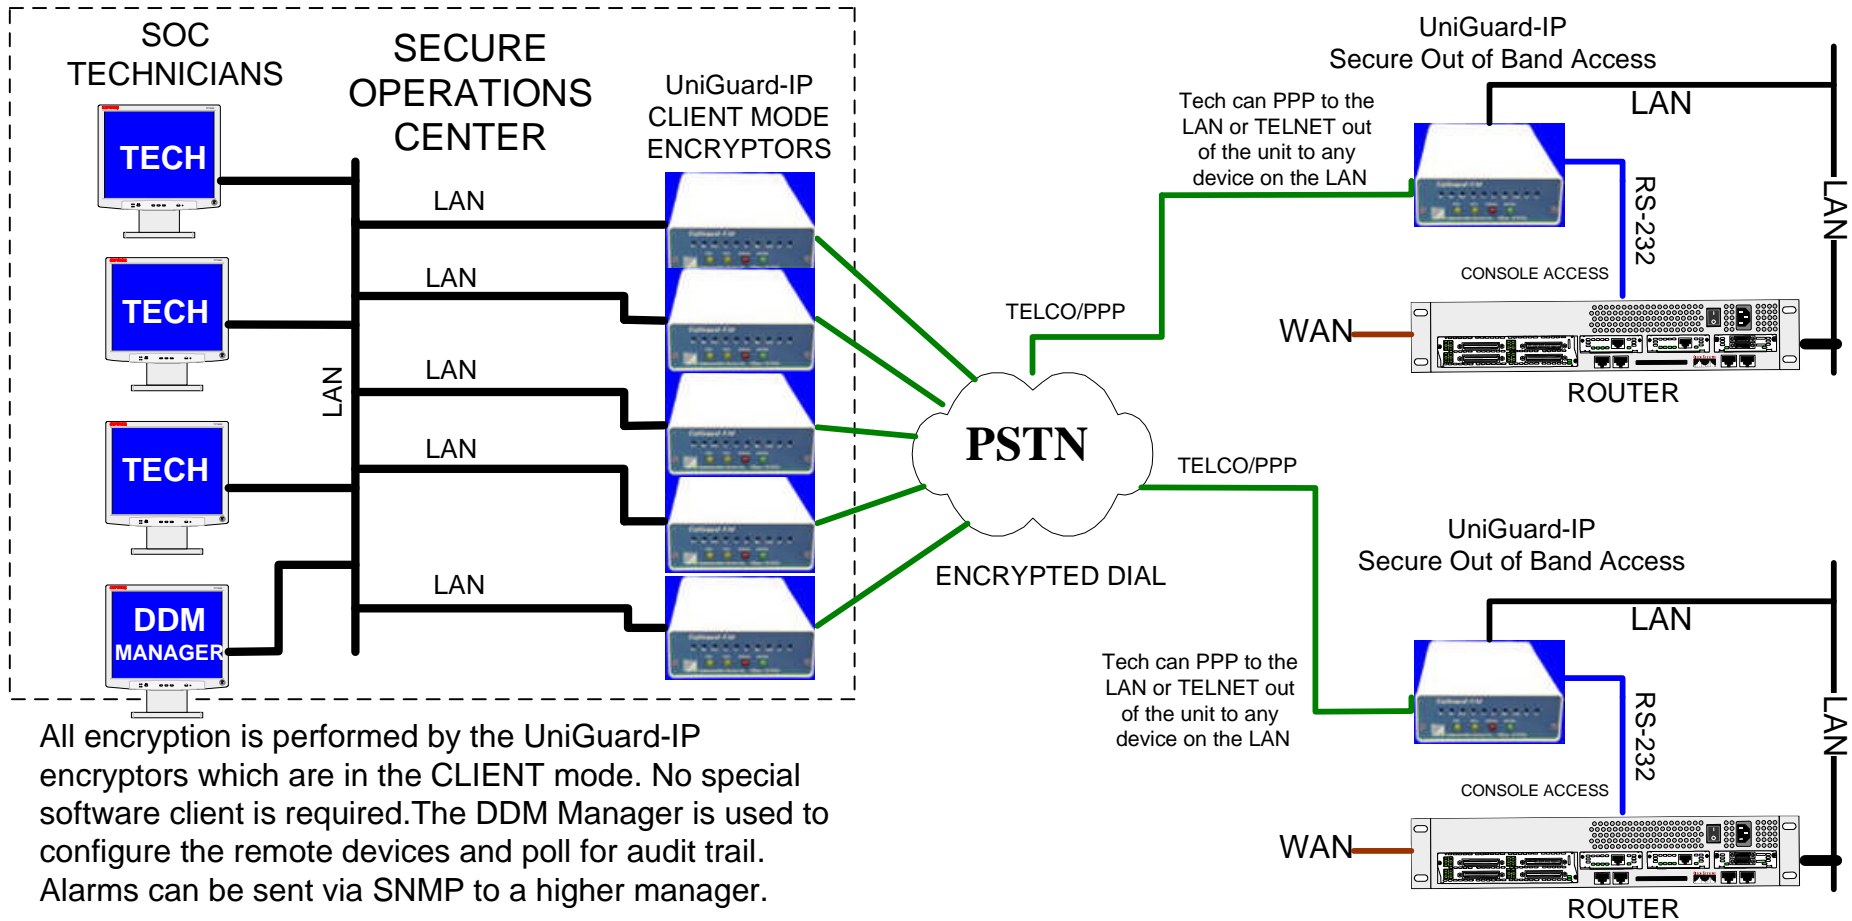 SOC
TECHNICIANS
SECURE
OPERATIONS
CENTER
UniGuard-IP
CLIENT MODE
ENCRYPTORS
TECH
TECH
TECH
DDM
MANAGER
LAN
LAN
LAN
LAN
LAN
LAN
TELCO/PPP
PSTN
TELCO/PPP
ENCRYPTED DIAL
UniGuard-IP
Secure Out of Band Access
Tech can PPP to the
LAN or TELNET out
of the unit to any
device on the LAN
LAN
LAN
RS-232
CONSOLE ACCESS
WAN
ROUTER
UniGuard-IP
Secure Out of Band Access
Tech can PPP to the
LAN or TELNET out
of the unit to any
device on the LAN
LAN
LAN
RS-232
CONSOLE ACCESS
WAN
ROUTER
All encryption is performed by the UniGuard-IP
encryptors which are in the CLIENT mode. No special
software client is required.The DDM Manager is used to
configure the remote devices and poll for audit trail.
Alarms can be sent via SNMP to a higher manager.